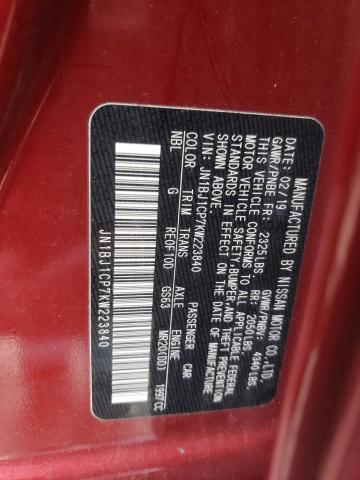 MANUFACTURED BY NISSAN MOTOR CO.,LTD.
DATE: 02/19 GVWR/PNBV: 4340LBS.
GAWR/PNBE FR: 2325LBS. RR: 2050LBS.
THIS VEHICLE CONFORMS TO ALL APPLICABLE FEDERAL
MOTOR VEHICLE SAFETY, BUMPER, AND THEFT PREVENTION
STANDARDS IN EFFECT ON THE DATE OF MANUFACTURE SHOWN ABOVE.
VIN: JN1BJ1CP7KW223840 PASSENGER CAR
COLOR TRIM TRANS AXLE ENGINE
NBL G RE0F10D GS63 MR20(DD) 1997CC
JN1BJ1CP7KW223840